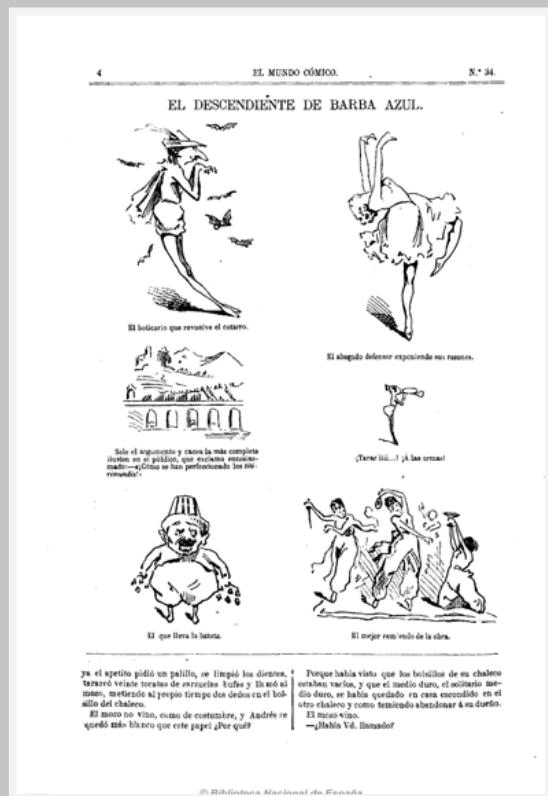 4
EL MUNDO CÓMICO.
N.º 34.
EL DESCENDIENTE DE BARBA AZUL.
El boticario que revuelve el cotarro.
El abogado defensor exponiendo sus razones.
Sale el argumento y causa la más completa
ilusion en el público, que exclama entusias-
mado:—«¡Cómo se han perfeccionado los titi-
rimundis!»
¡Tarar íííí...! ¡A las armas!
El que lleva la batuta.
El mejor remiendo de la obra.
ya el apetito pidió un palillo, se limpió los dientes,
tarareó veinte tocatas de zarzuelas bufas y llamó al
mozo, metiendo al propio tiempo dos dedos en el bol-
sillo del chaleco.
El mozo no vino, como de costumbre, y Andrés se
quedó más blanco que este papel ¿Por qué?
Porque habia visto que los bolsillos de su chaleco
estaban vacíos, y que el medio duro, el solitario me-
dio duro, se habia quedado en casa escondido en el
otro chaleco y como temiendo abandonar á su dueño.
El mozo vino.
—¿Habia Vd. llamado?
© Biblioteca Nacional de España